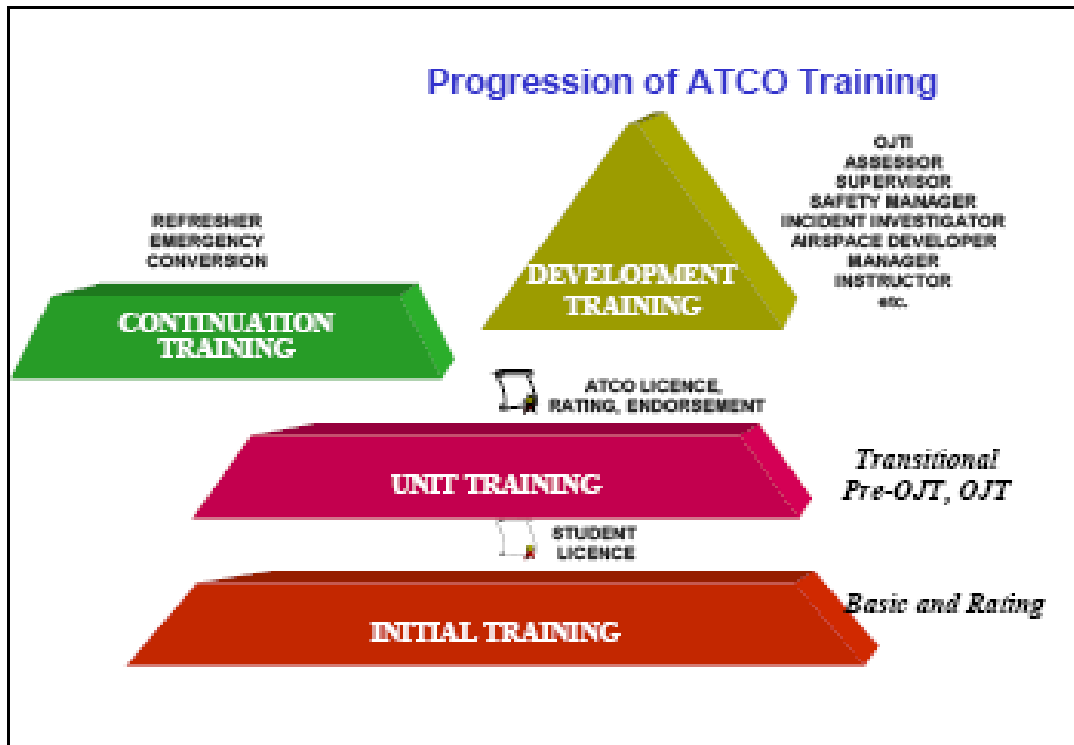 Progression of ATCO Training
OJTI
ASSESSOR
SUPERVISOR
SAFETY MANAGER
INCIDENT INVESTIGATOR
AIRSPACE DEVELOPER
MANAGER
INSTRUCTOR
etc.
REFRESHER
EMERGENCY
CONVERSION
DEVELOPMENT
TRAINING
CONTINUATION
TRAINING
ATCO LICENCE,
RATING, ENDORSEMENT
UNIT TRAINING
Transitional
Pre-OJT, OJT
STUDENT
LICENCE
INITIAL TRAINING
Basic and Rating